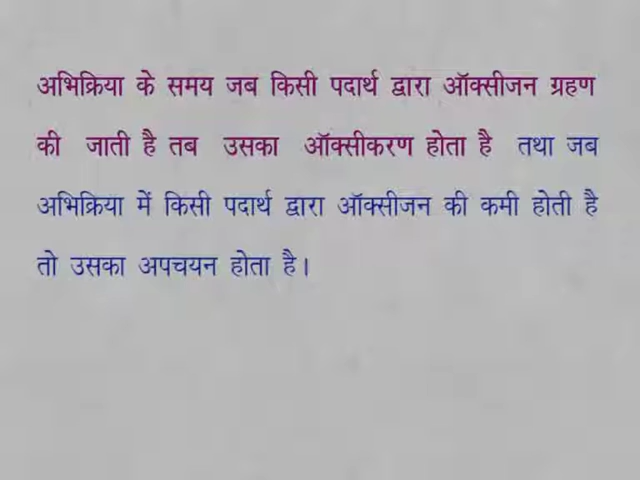 अभिक्रिया के समय जब किसी पदार्थ द्वारा ऑक्सीजन ग्रहण
की जाती है तब उसका ऑक्सीकरण होता है तथा जब
अभिक्रिया में किसी पदार्थ द्वारा ऑक्सीजन की कमी होती है
तो उसका अपचयन होता है।